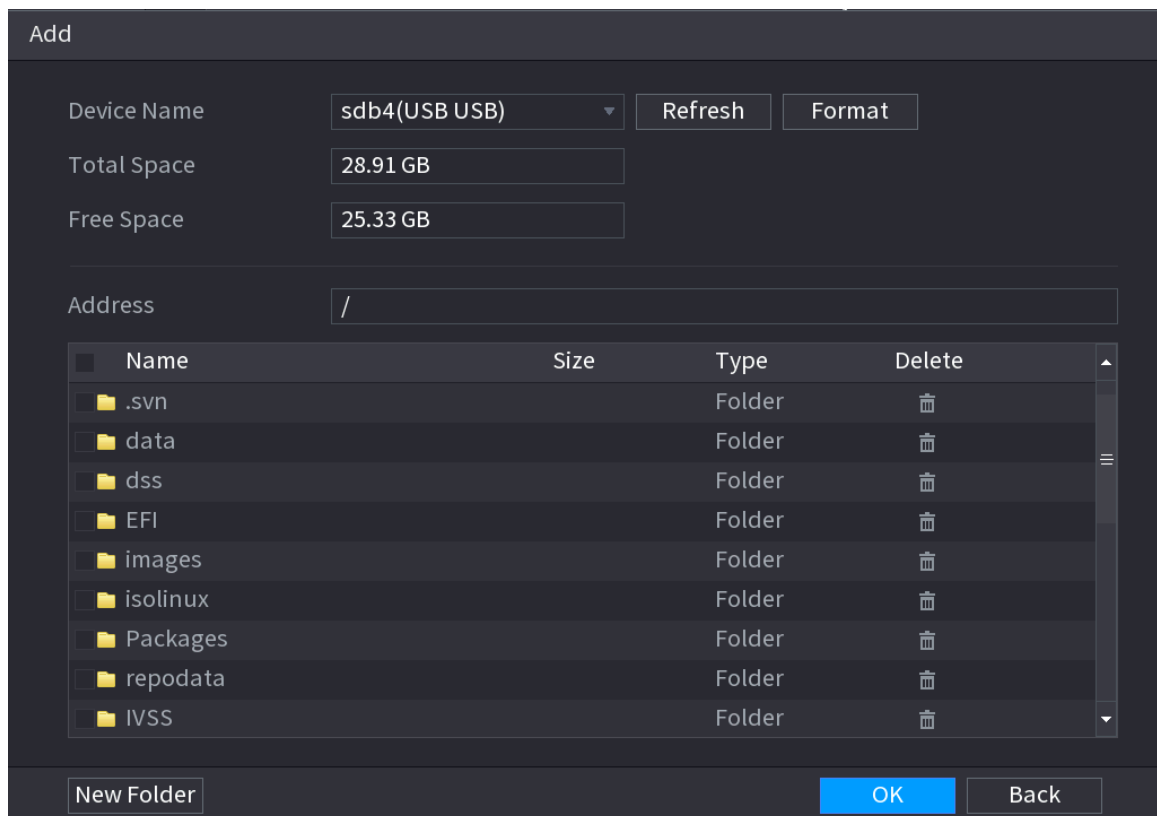 Add
Device Name sdb4(USB USB) Refresh Format
Total Space 28.91 GB
Free Space 25.33 GB
Address /
Name Size Type Delete
.svn Folder
data Folder
dss Folder
EFI Folder
images Folder
isolinux Folder
Packages Folder
repodata Folder
IVSS Folder
New Folder OK Back